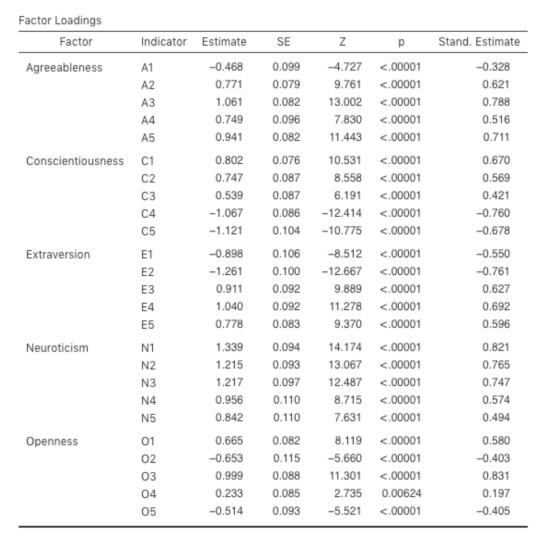 Factor Loadings
Factor Indicator Estimate SE Z p Stand. Estimate
Agreeableness A1 −0.468 0.099 −4.727 <.00001 −0.328
A2 0.771 0.079 9.761 <.00001 0.621
A3 1.061 0.082 13.002 <.00001 0.788
A4 0.749 0.096 7.830 <.00001 0.516
A5 0.941 0.082 11.443 <.00001 0.711
Conscientiousness C1 0.802 0.076 10.531 <.00001 0.670
C2 0.747 0.087 8.558 <.00001 0.569
C3 0.539 0.087 6.191 <.00001 0.421
C4 −1.067 0.086 −12.414 <.00001 −0.760
C5 −1.121 0.104 −10.775 <.00001 −0.678
Extraversion E1 −0.898 0.106 −8.512 <.00001 −0.550
E2 −1.261 0.100 −12.667 <.00001 −0.761
E3 0.911 0.092 9.889 <.00001 0.627
E4 1.040 0.092 11.278 <.00001 0.692
E5 0.778 0.083 9.370 <.00001 0.596
Neuroticism N1 1.339 0.094 14.174 <.00001 0.821
N2 1.215 0.093 13.067 <.00001 0.765
N3 1.217 0.097 12.487 <.00001 0.747
N4 0.956 0.110 8.715 <.00001 0.574
N5 0.842 0.110 7.631 <.00001 0.494
Openness O1 0.665 0.082 8.119 <.00001 0.580
O2 −0.653 0.115 −5.660 <.00001 −0.403
O3 0.999 0.088 11.301 <.00001 0.831
O4 0.233 0.085 2.735 0.00624 0.197
O5 −0.514 0.093 −5.521 <.00001 −0.405